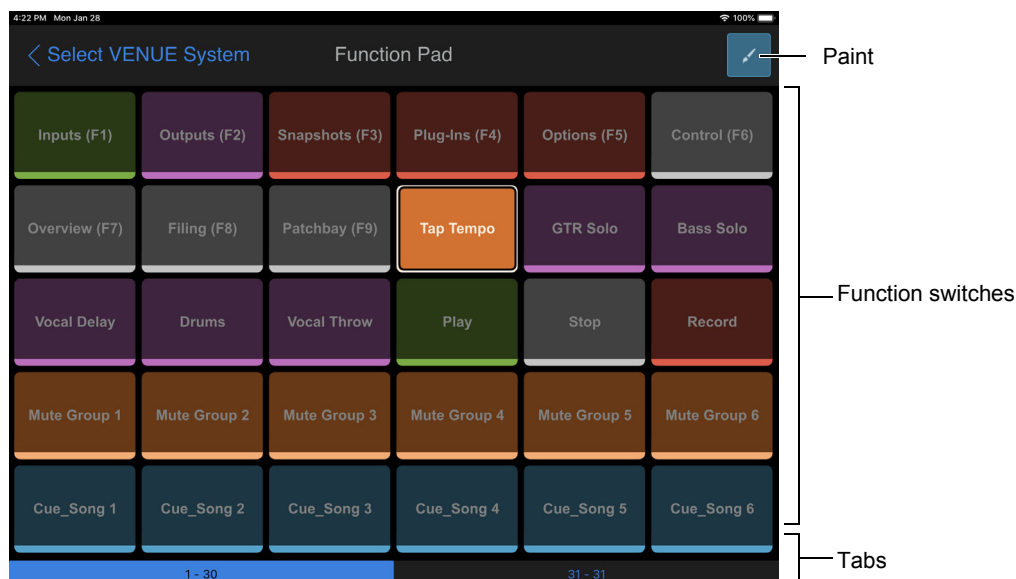 4:22 PM Mon Jan 28 100%
Select VENUE System Function Pad
Paint
Inputs (F1) Outputs (F2) Snapshots (F3) Plug-Ins (F4) Options (F5) Control (F6)
Overview (F7) Filing (F8) Patchbay (F9) Tap Tempo GTR Solo Bass Solo
Function switches
Vocal Delay Drums Vocal Throw Play Stop Record
Mute Group 1 Mute Group 2 Mute Group 3 Mute Group 4 Mute Group 5 Mute Group 6
Cue_Song 1 Cue_Song 2 Cue_Song 3 Cue_Song 4 Cue_Song 5 Cue_Song 6
Tabs
1 - 30 31 - 31